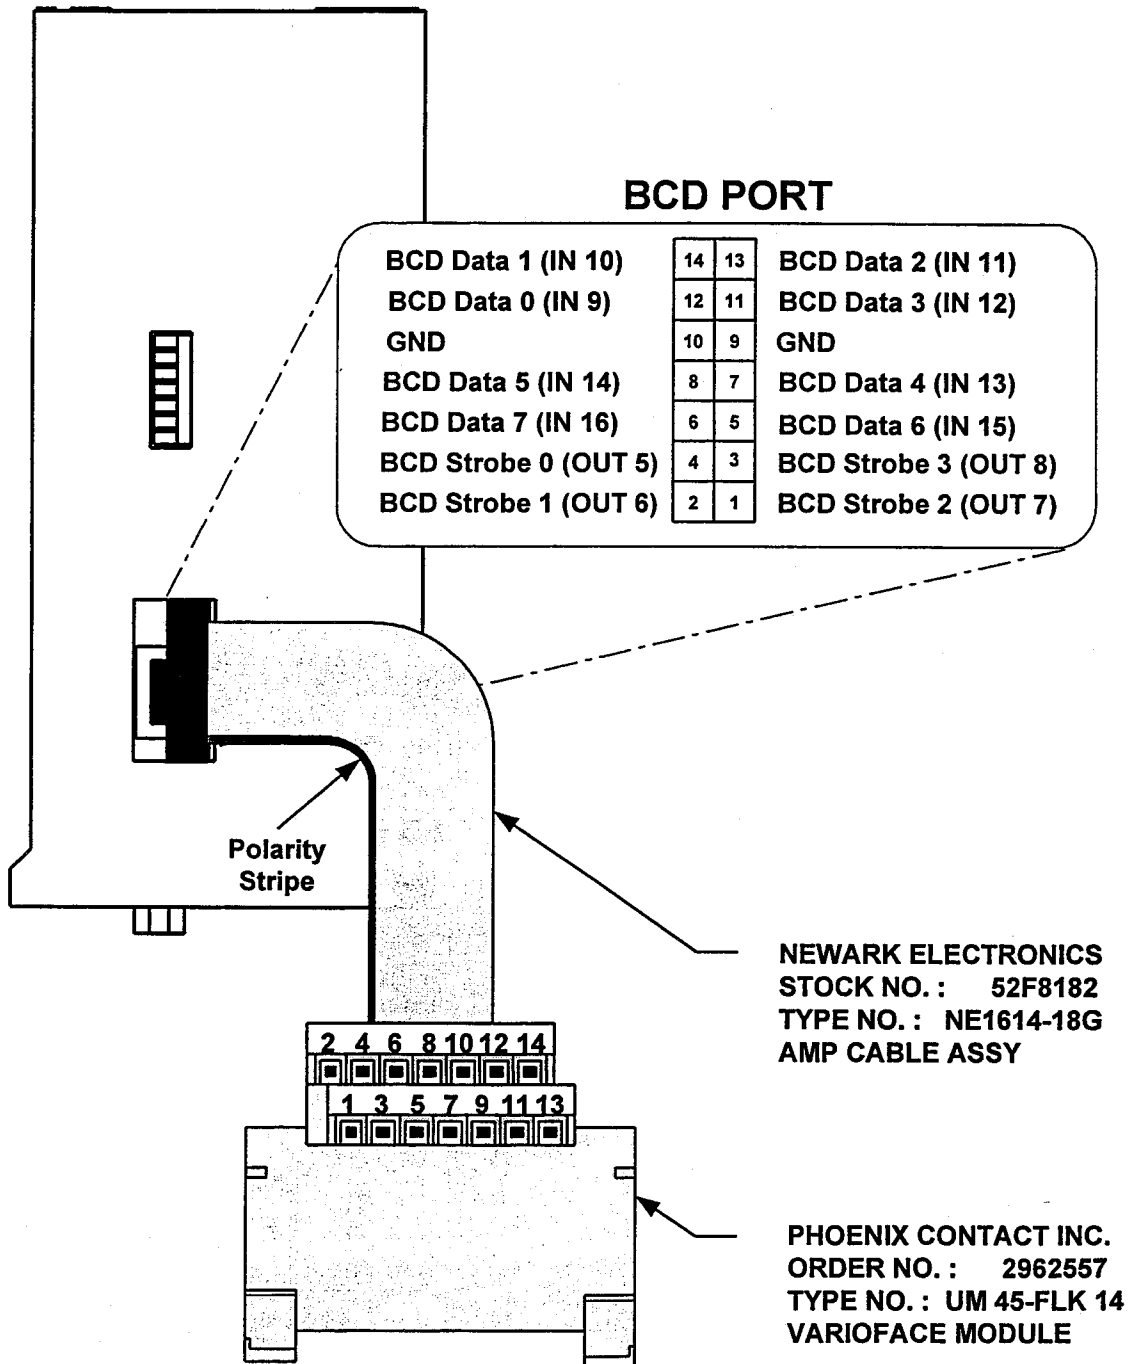 BCD PORT
BCD Data 1 (IN 10) 14 13 BCD Data 2 (IN 11)
BCD Data 0 (IN 9) 12 11 BCD Data 3 (IN 12)
GND 10 9 GND
BCD Data 5 (IN 14) 8 7 BCD Data 4 (IN 13)
BCD Data 7 (IN 16) 6 5 BCD Data 6 (IN 15)
BCD Strobe 0 (OUT 5) 4 3 BCD Strobe 3 (OUT 8)
BCD Strobe 1 (OUT 6) 2 1 BCD Strobe 2 (OUT 7)
Polarity
Stripe
NEWARK ELECTRONICS
STOCK NO. : 52F8182
TYPE NO. : NE1614-18G
AMP CABLE ASSY
2 4 6 8 10 12 14
1 3 5 7 9 11 13
PHOENIX CONTACT INC.
ORDER NO. : 2962557
TYPE NO. : UM 45-FLK 14
VARIOFACE MODULE